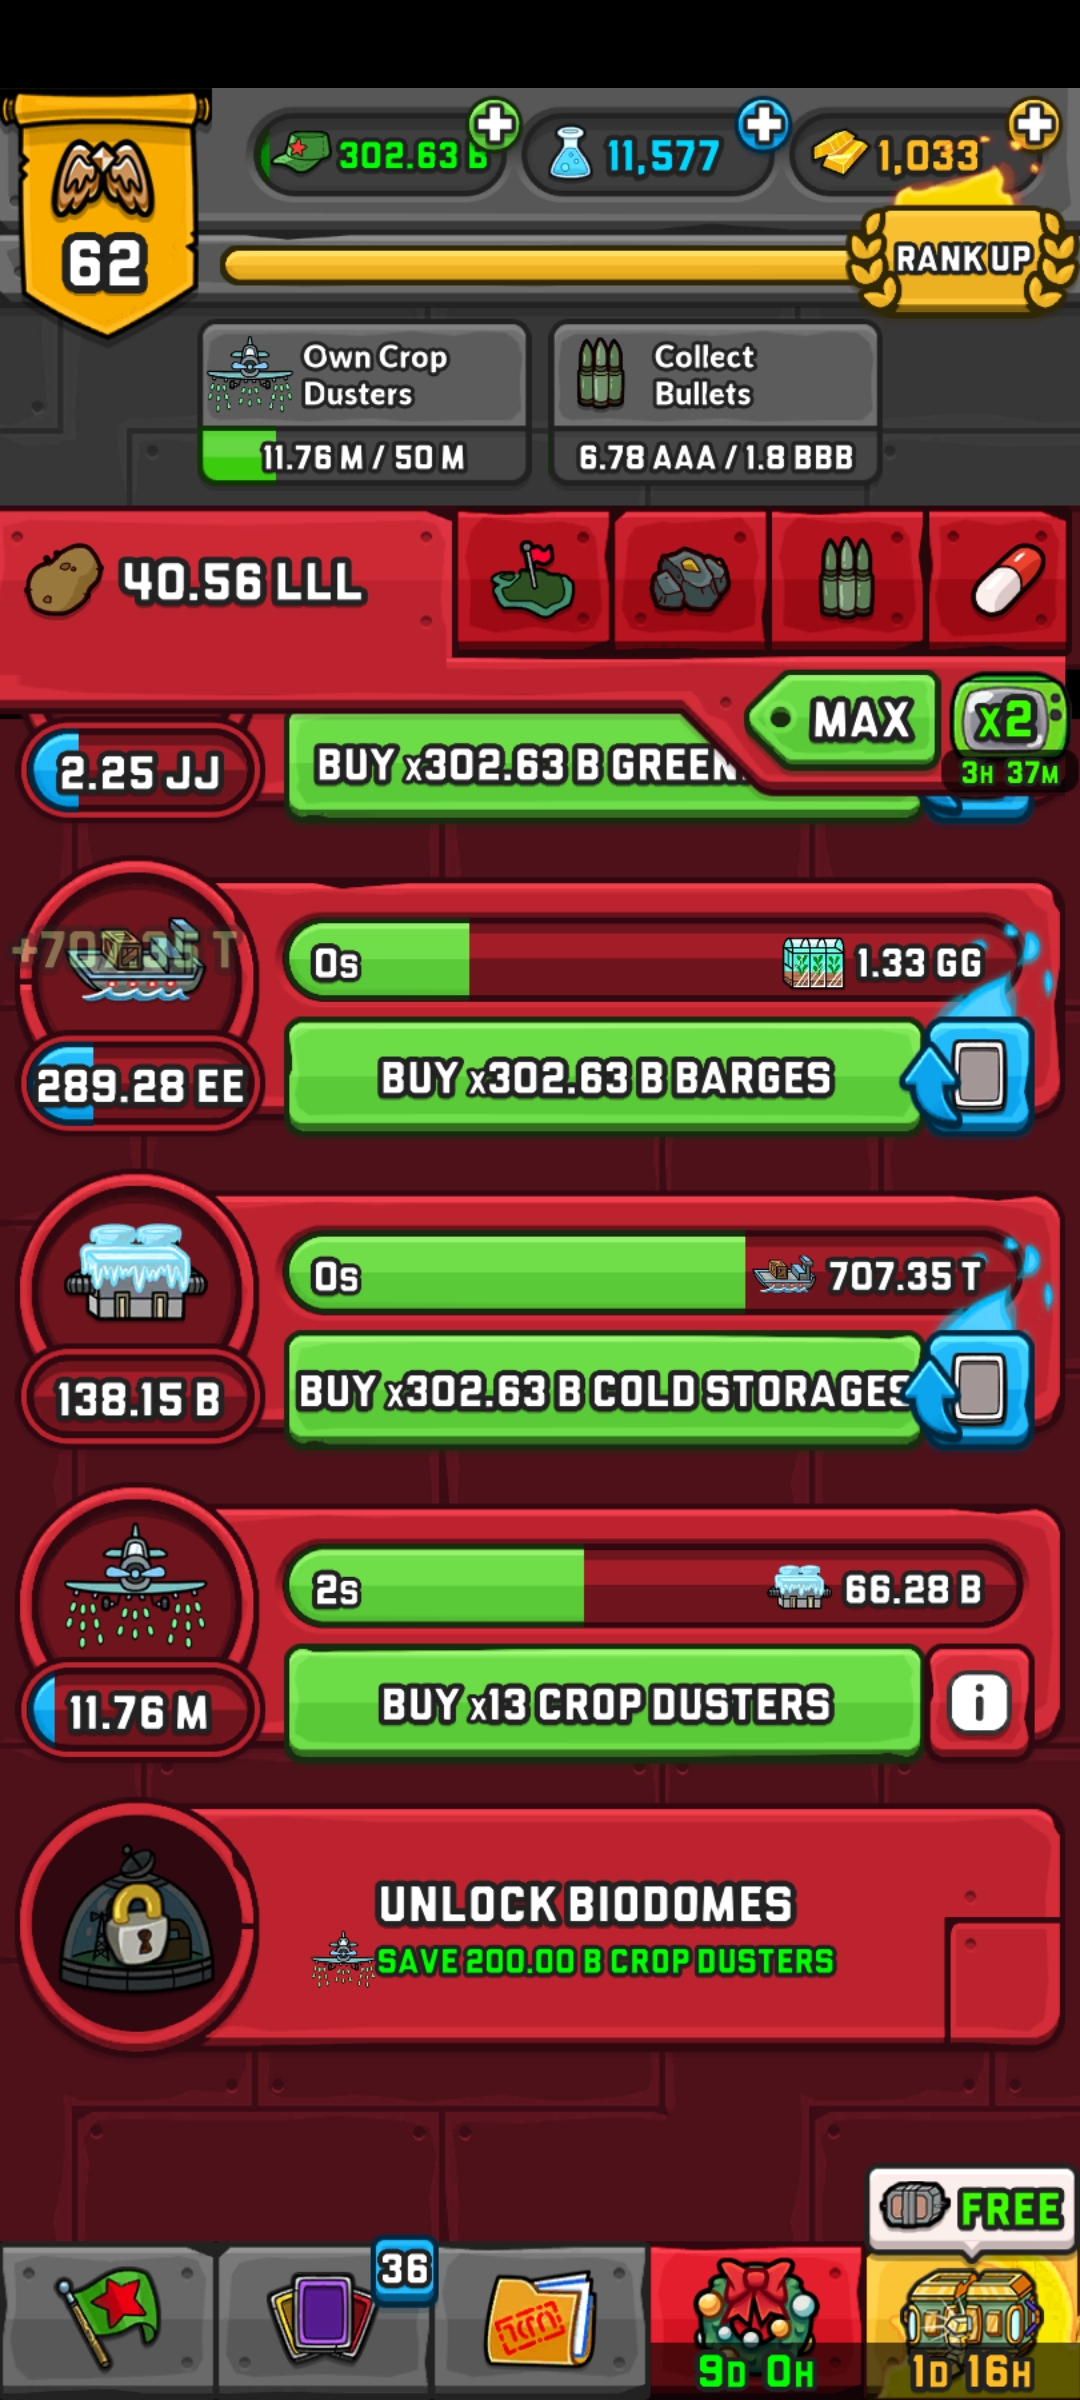 302.63 B
11,577
1,033
62
RANK UP
Own Crop
Dusters
11.76 M / 50 M
Collect
Bullets
6.78 AAA / 1.8 BBB
40.56 LLL
MAX
x2
3H 37M
2.25 JJ
BUY x302.63 B GREEN
+707.35 T
0s
1.33 GG
289.28 EE
BUY x302.63 B BARGES
0s
707.35 T
138.15 B
BUY x302.63 B COLD STORAGES
2s
66.28 B
11.76 M
BUY x13 CROP DUSTERS
i
UNLOCK BIODOMES
SAVE 200.00 B CROP DUSTERS
FREE
36
9D 0H
1D 16H